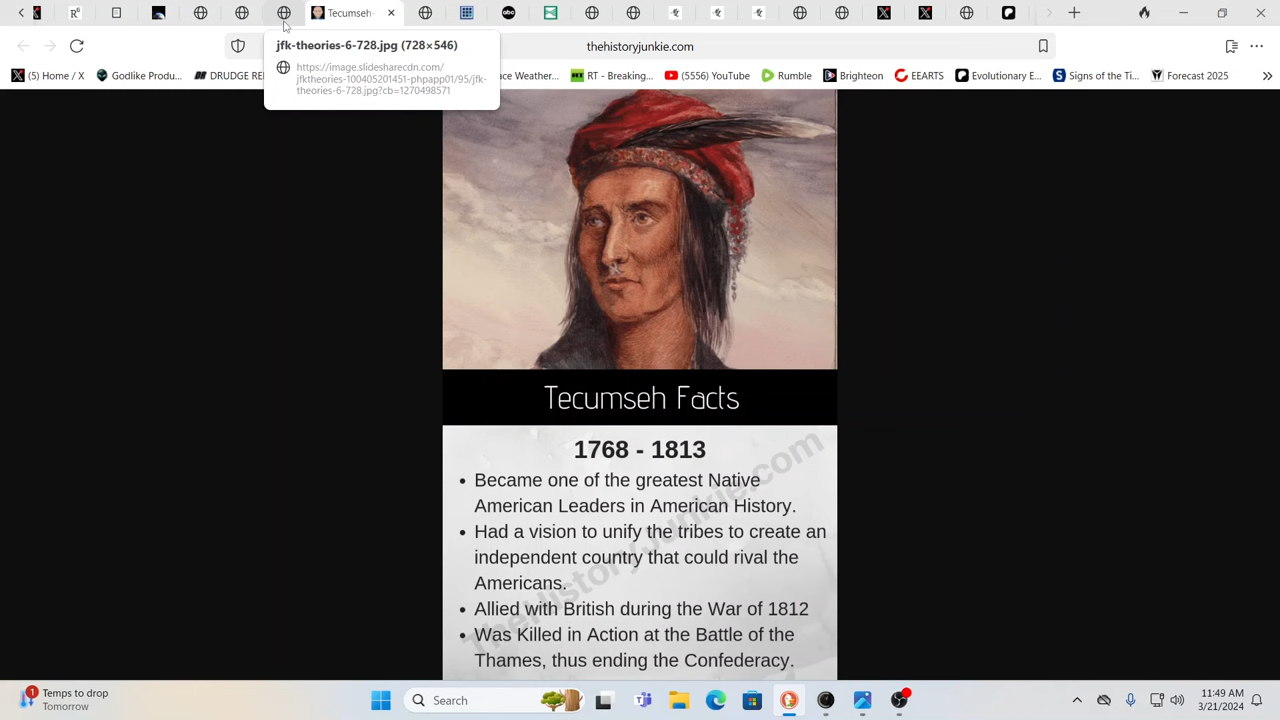 Tecumseh
jfk-theories-6-728.jpg (728×546)
https://image.slidesharecdn.com/
jfktheories-100405201451-phpapp01/95/jfk-
theories-6-728.jpg?cb=1270498571
thehistoryjunkie.com
(5) Home / X
Godlike Produc...
DRUDGE RE
ce Weather...
RT - Breaking...
(5556) YouTube
Rumble
Brighteon
EEARTS
Evolutionary E...
Signs of the Ti...
Forecast 2025
Tecumseh Facts
1768 - 1813
• Became one of the greatest Native
American Leaders in American History.
• Had a vision to unify the tribes to create an
independent country that could rival the
Americans.
• Allied with British during the War of 1812
• Was Killed in Action at the Battle of the
Thames, thus ending the Confederacy.
TheHistoryJunkie.com
1
Temps to drop
Tomorrow
Search
11:49 AM
3/21/2024